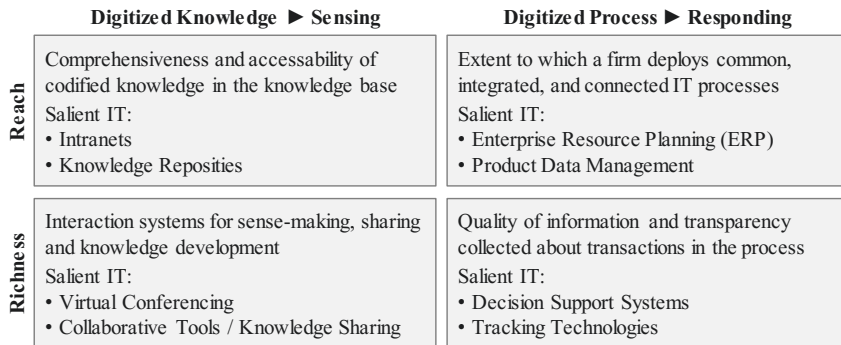 Digitized Knowledge ► Sensing
Digitized Process ► Responding
Reach
Comprehensiveness and accessability of
codified knowledge in the knowledge base
Salient IT:
• Intranets
• Knowledge Reposities
Extent to which a firm deploys common,
integrated, and connected IT processes
Salient IT:
• Enterprise Resource Planning (ERP)
• Product Data Management
Richness
Interaction systems for sense-making, sharing
and knowledge development
Salient IT:
• Virtual Conferencing
• Collaborative Tools / Knowledge Sharing
Quality of information and transparency
collected about transactions in the process
Salient IT:
• Decision Support Systems
• Tracking Technologies